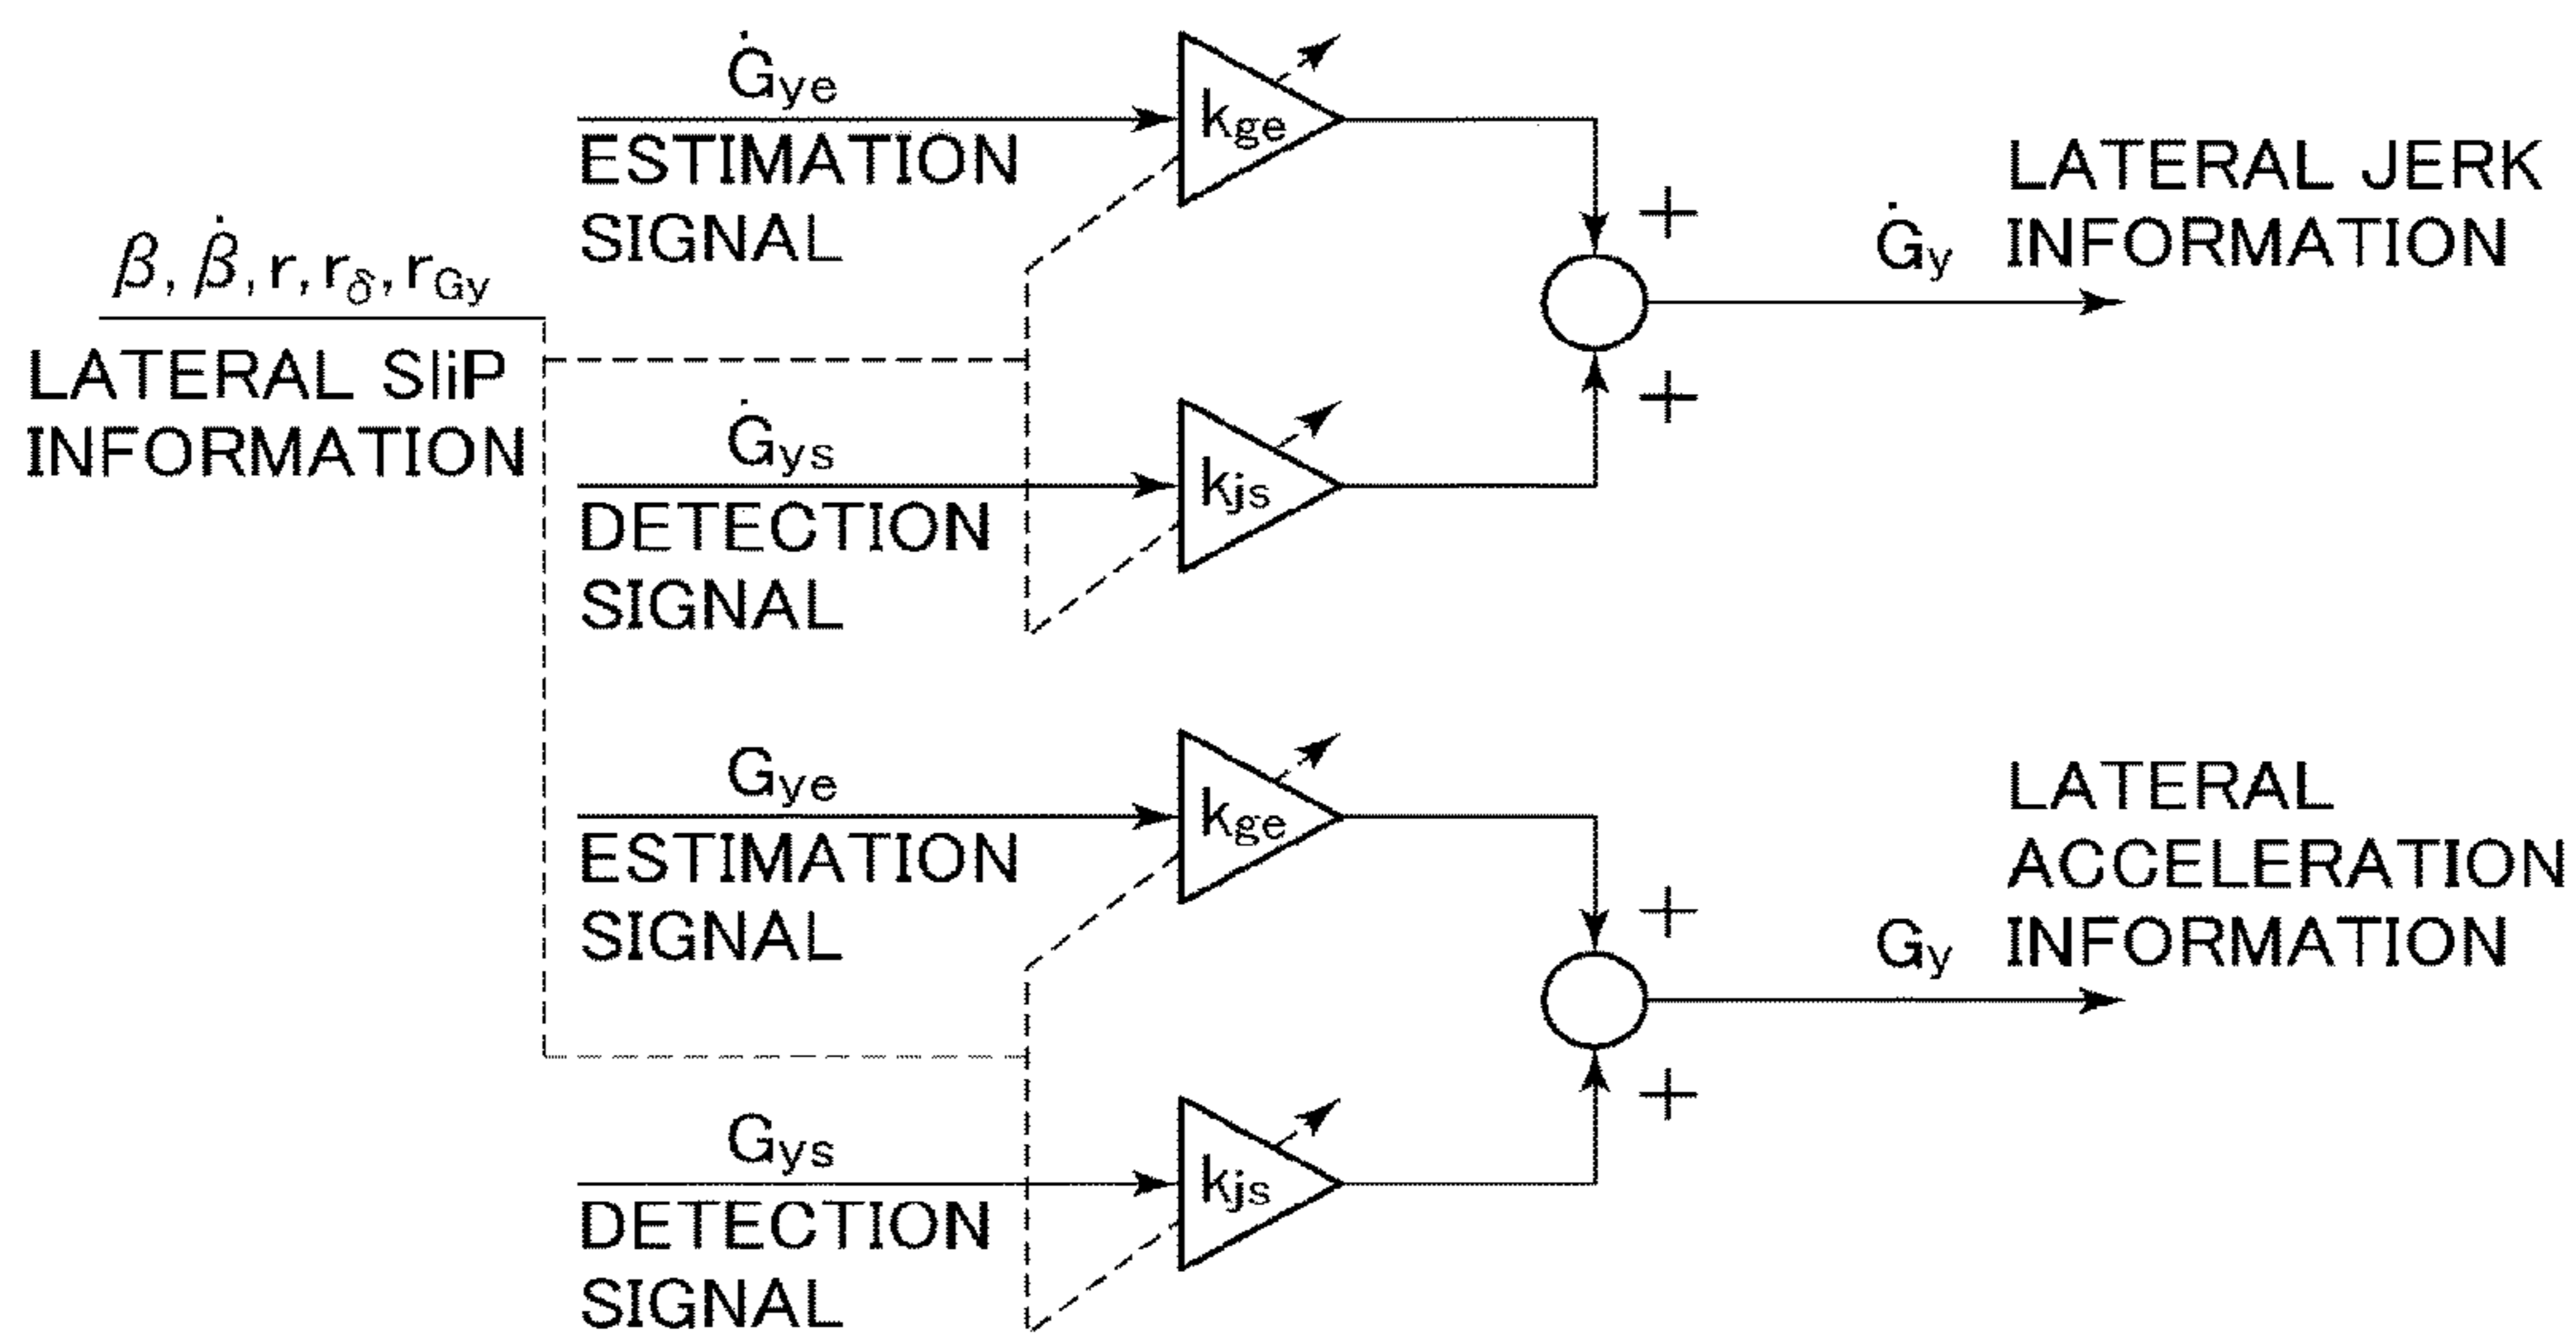 Ġye
ESTIMATION
SIGNAL
kge
+
LATERAL JERK
INFORMATION
Ġy
β, β̇, r, rδ, rGy
LATERAL SliP
INFORMATION
Ġys
DETECTION
SIGNAL
kjs
+
Gye
ESTIMATION
SIGNAL
kge
+
LATERAL
ACCELERATION
INFORMATION
Gy
Gys
DETECTION
SIGNAL
kjs
+